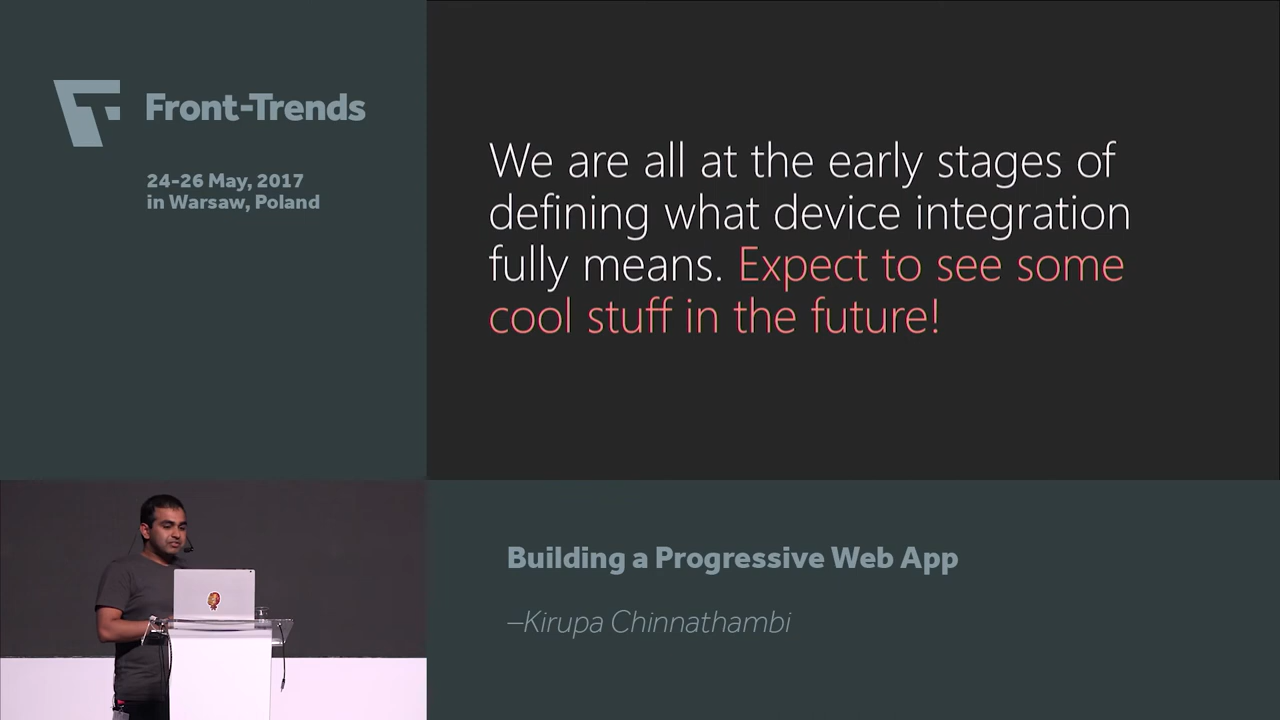 Front-Trends
24-26 May, 2017
in Warsaw, Poland
We are all at the early stages of
defining what device integration
fully means. Expect to see some
cool stuff in the future!
Building a Progressive Web App
–Kirupa Chinnathambi